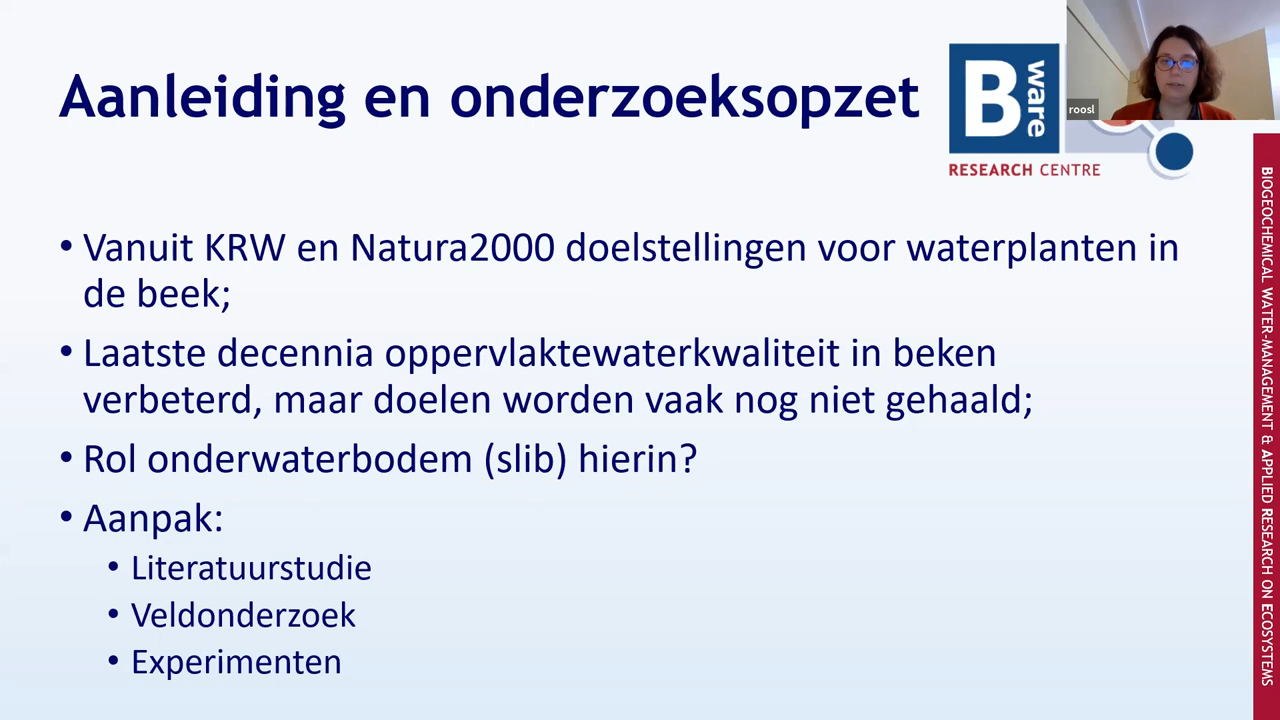 Aanleiding en onderzoeksopzet
B
ware
RESEARCH CENTRE
roosl
• Vanuit KRW en Natura2000 doelstellingen voor waterplanten in
de beek;
• Laatste decennia oppervlaktewaterkwaliteit in beken
verbeterd, maar doelen worden vaak nog niet gehaald;
• Rol onderwaterbodem (slib) hierin?
• Aanpak:
• Literatuurstudie
• Veldonderzoek
• Experimenten
BIOGEOCHEMICAL WATER-MANAGEMENT & APPLIED RESEARCH ON ECOSYSTEMS